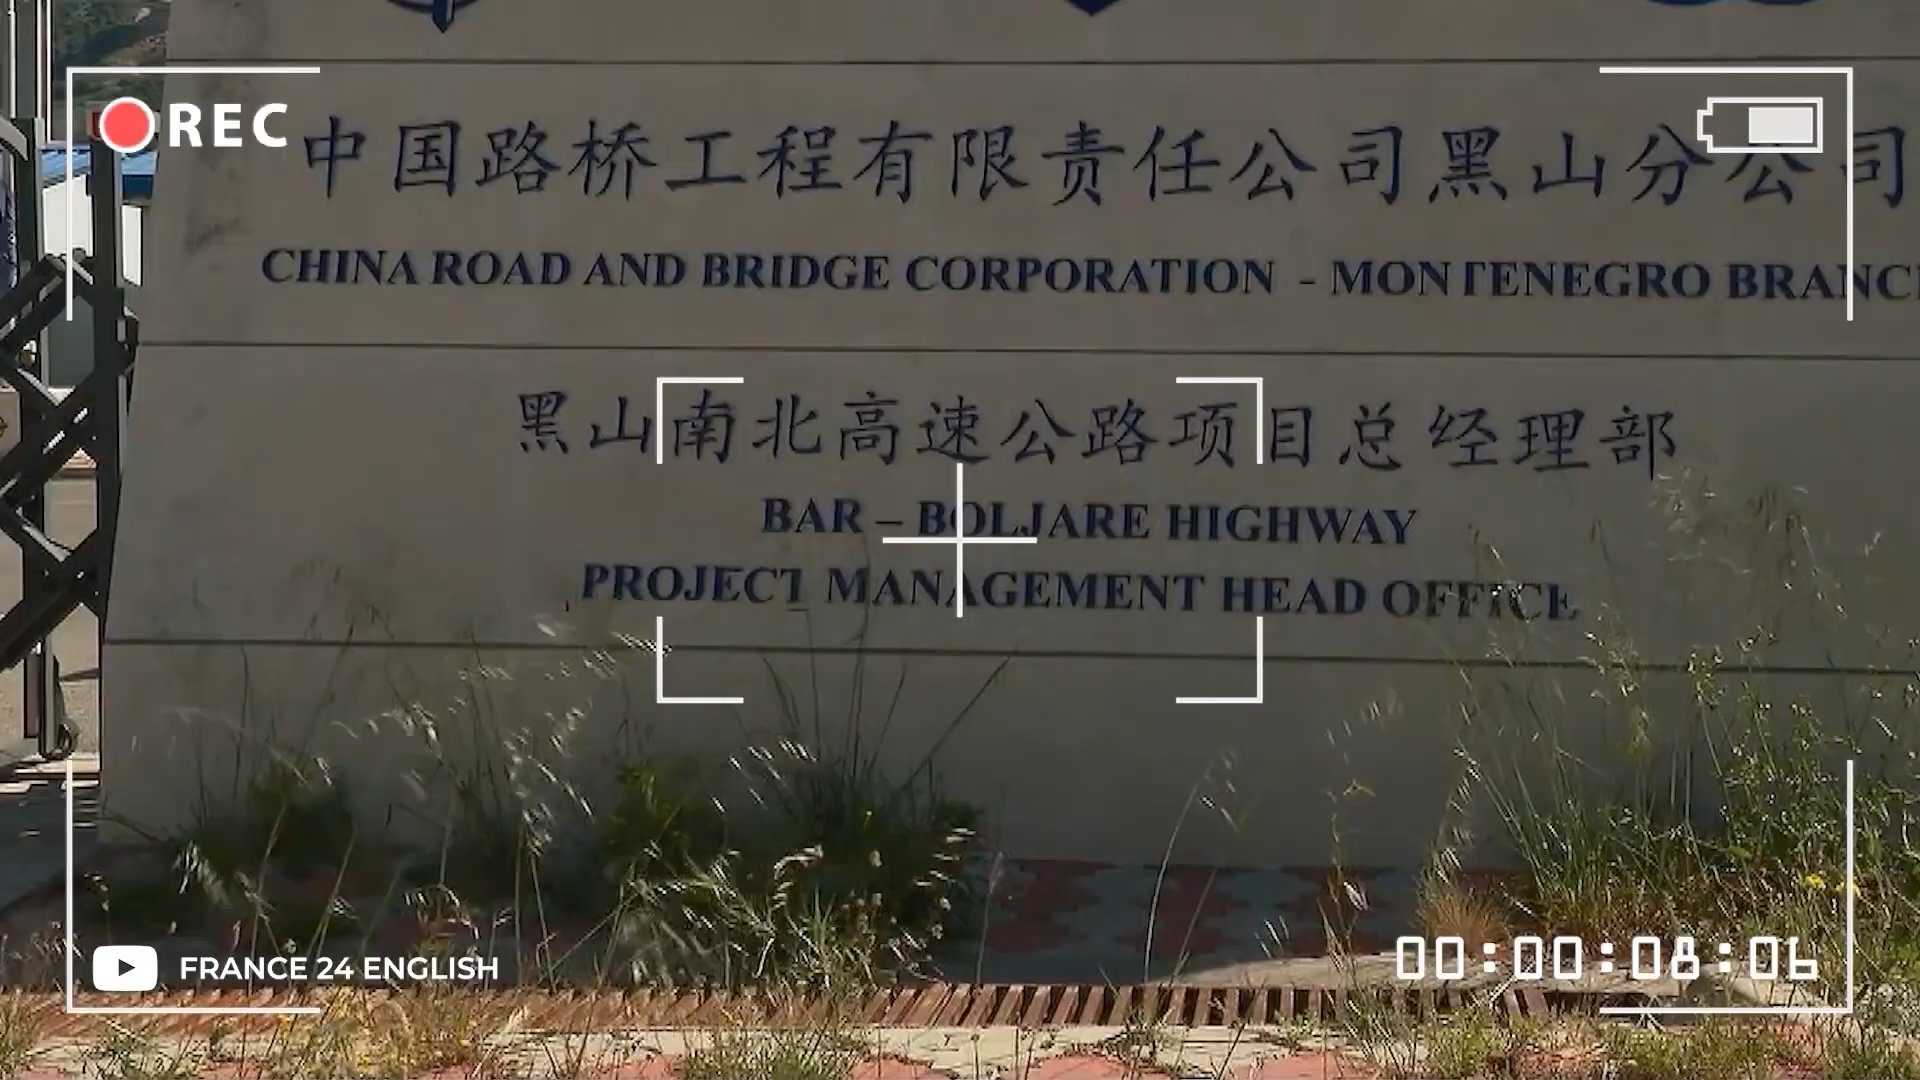 REC
中国路桥工程有限责任公司黑山分公司
CHINA ROAD AND BRIDGE CORPORATION - MONTENEGRO BRANC
黑山南北高速公路项目总经理部
BAR – BOLJARE HIGHWAY
PROJECT MANAGEMENT HEAD OFFICE
FRANCE 24 ENGLISH
00:00:08:06